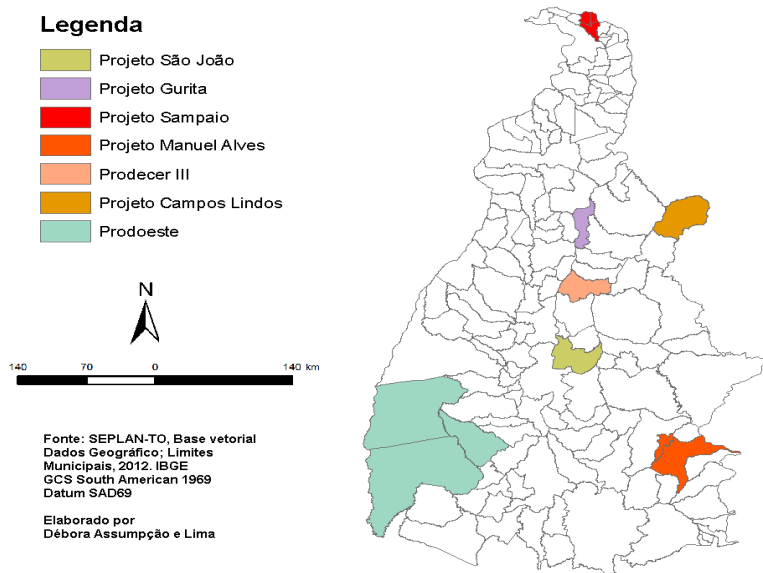 Legenda
Projeto São João
Projeto Gurita
Projeto Sampaio
Projeto Manuel Alves
Prodecer III
Projeto Campos Lindos
Prodoeste
N
140 70 0 140 km
Fonte: SEPLAN-TO, Base vetorial
Dados Geográfico; Limites
Municipais, 2012. IBGE
GCS South American 1969
Datum SAD69
Elaborado por
Débora Assumpção e Lima